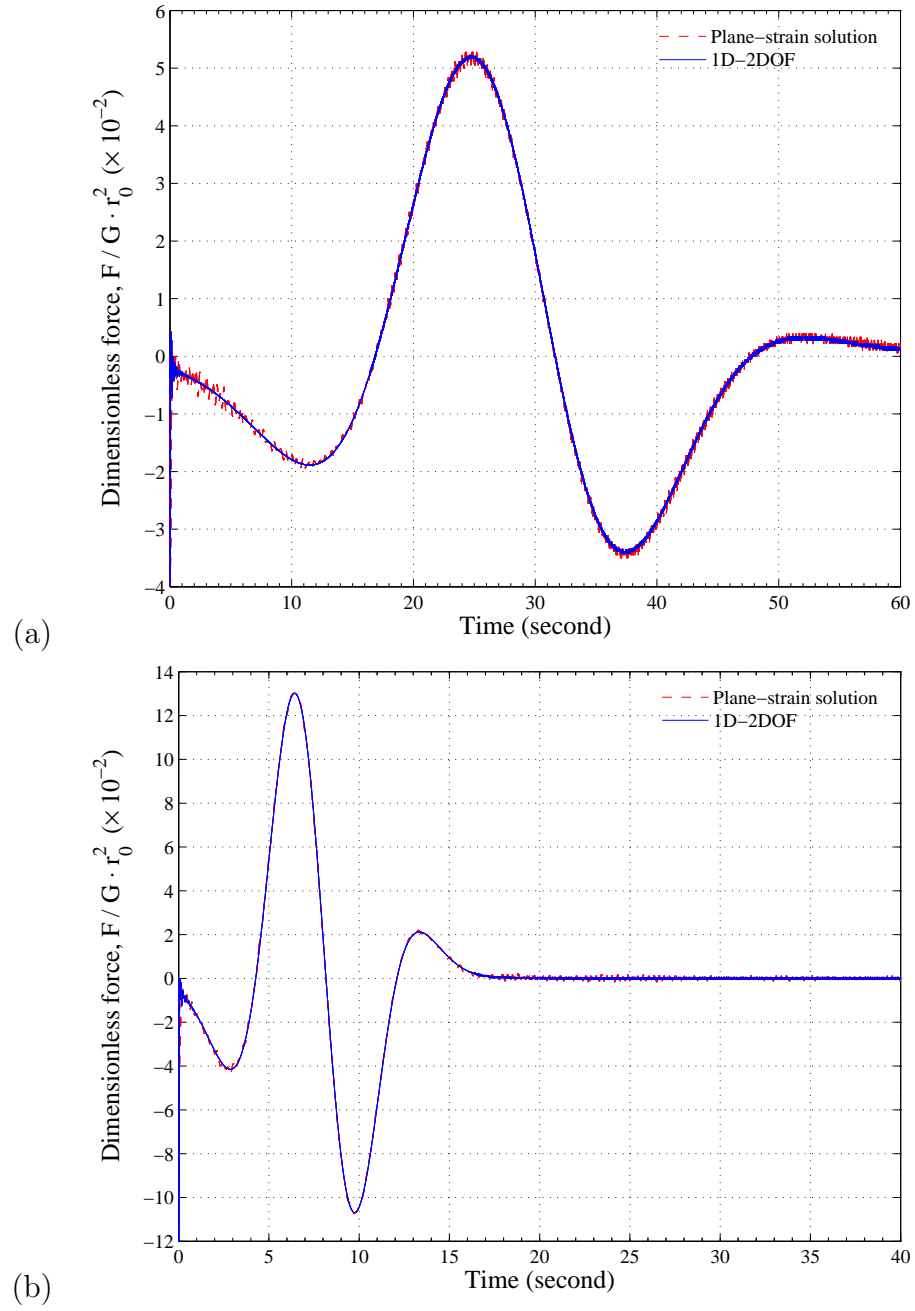 Plane−strain solution
1D−2DOF
6
5
4
3
2
1
0
−1
−2
−3
−4
Dimensionless force, F / G · r_0^2 (× 10^−2)
0 10 20 30 40 50 60
Time (second)
(a)
Plane−strain solution
1D−2DOF
14
12
10
8
6
4
2
0
−2
−4
−6
−8
−10
−12
Dimensionless force, F / G · r_0^2 (× 10^−2)
0 5 10 15 20 25 30 35 40
Time (second)
(b)